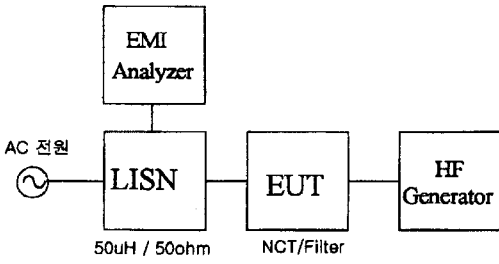 EMI
Analyzer
AC 전원
LISN
EUT
HF
Generator
50uH / 50ohm
NCT/Filter